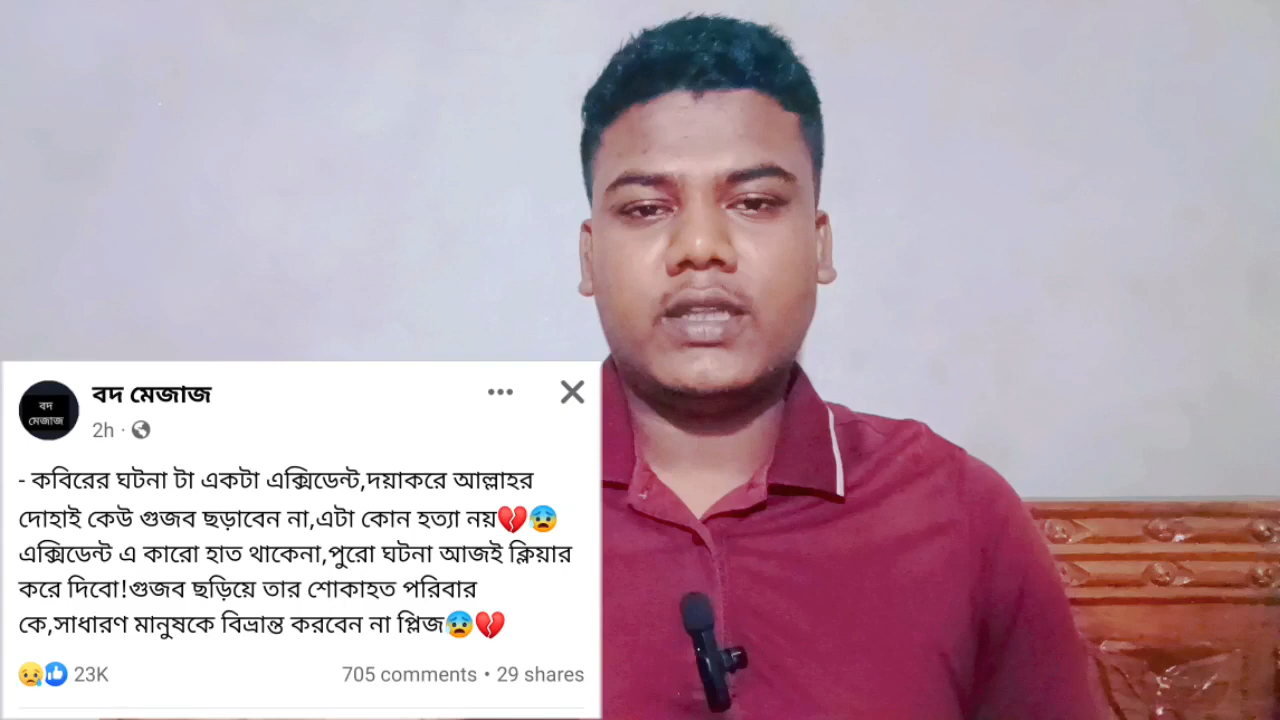 বদ মেজাজ
বদ
মেজাজ
2h ·
- কবিরের ঘটনা টা একটা এক্সিডেন্ট,দয়াকরে আল্লাহর
দোহাই কেউ গুজব ছড়াবেন না,এটা কোন হত্যা নয়💔😰
এক্সিডেন্ট এ কারো হাত থাকেনা,পুরো ঘটনা আজই ক্লিয়ার
করে দিবো!গুজব ছড়িয়ে তার শোকাহত পরিবার
কে,সাধারণ মানুষকে বিভ্রান্ত করবেন না প্লিজ😰💔
23K 705 comments • 29 shares